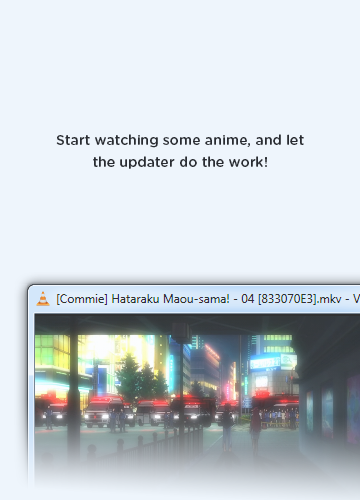 Start watching some anime, and let
the updater do the work!
[Commie] Hataraku Maou-sama! - 04 [833070E3].mkv - V